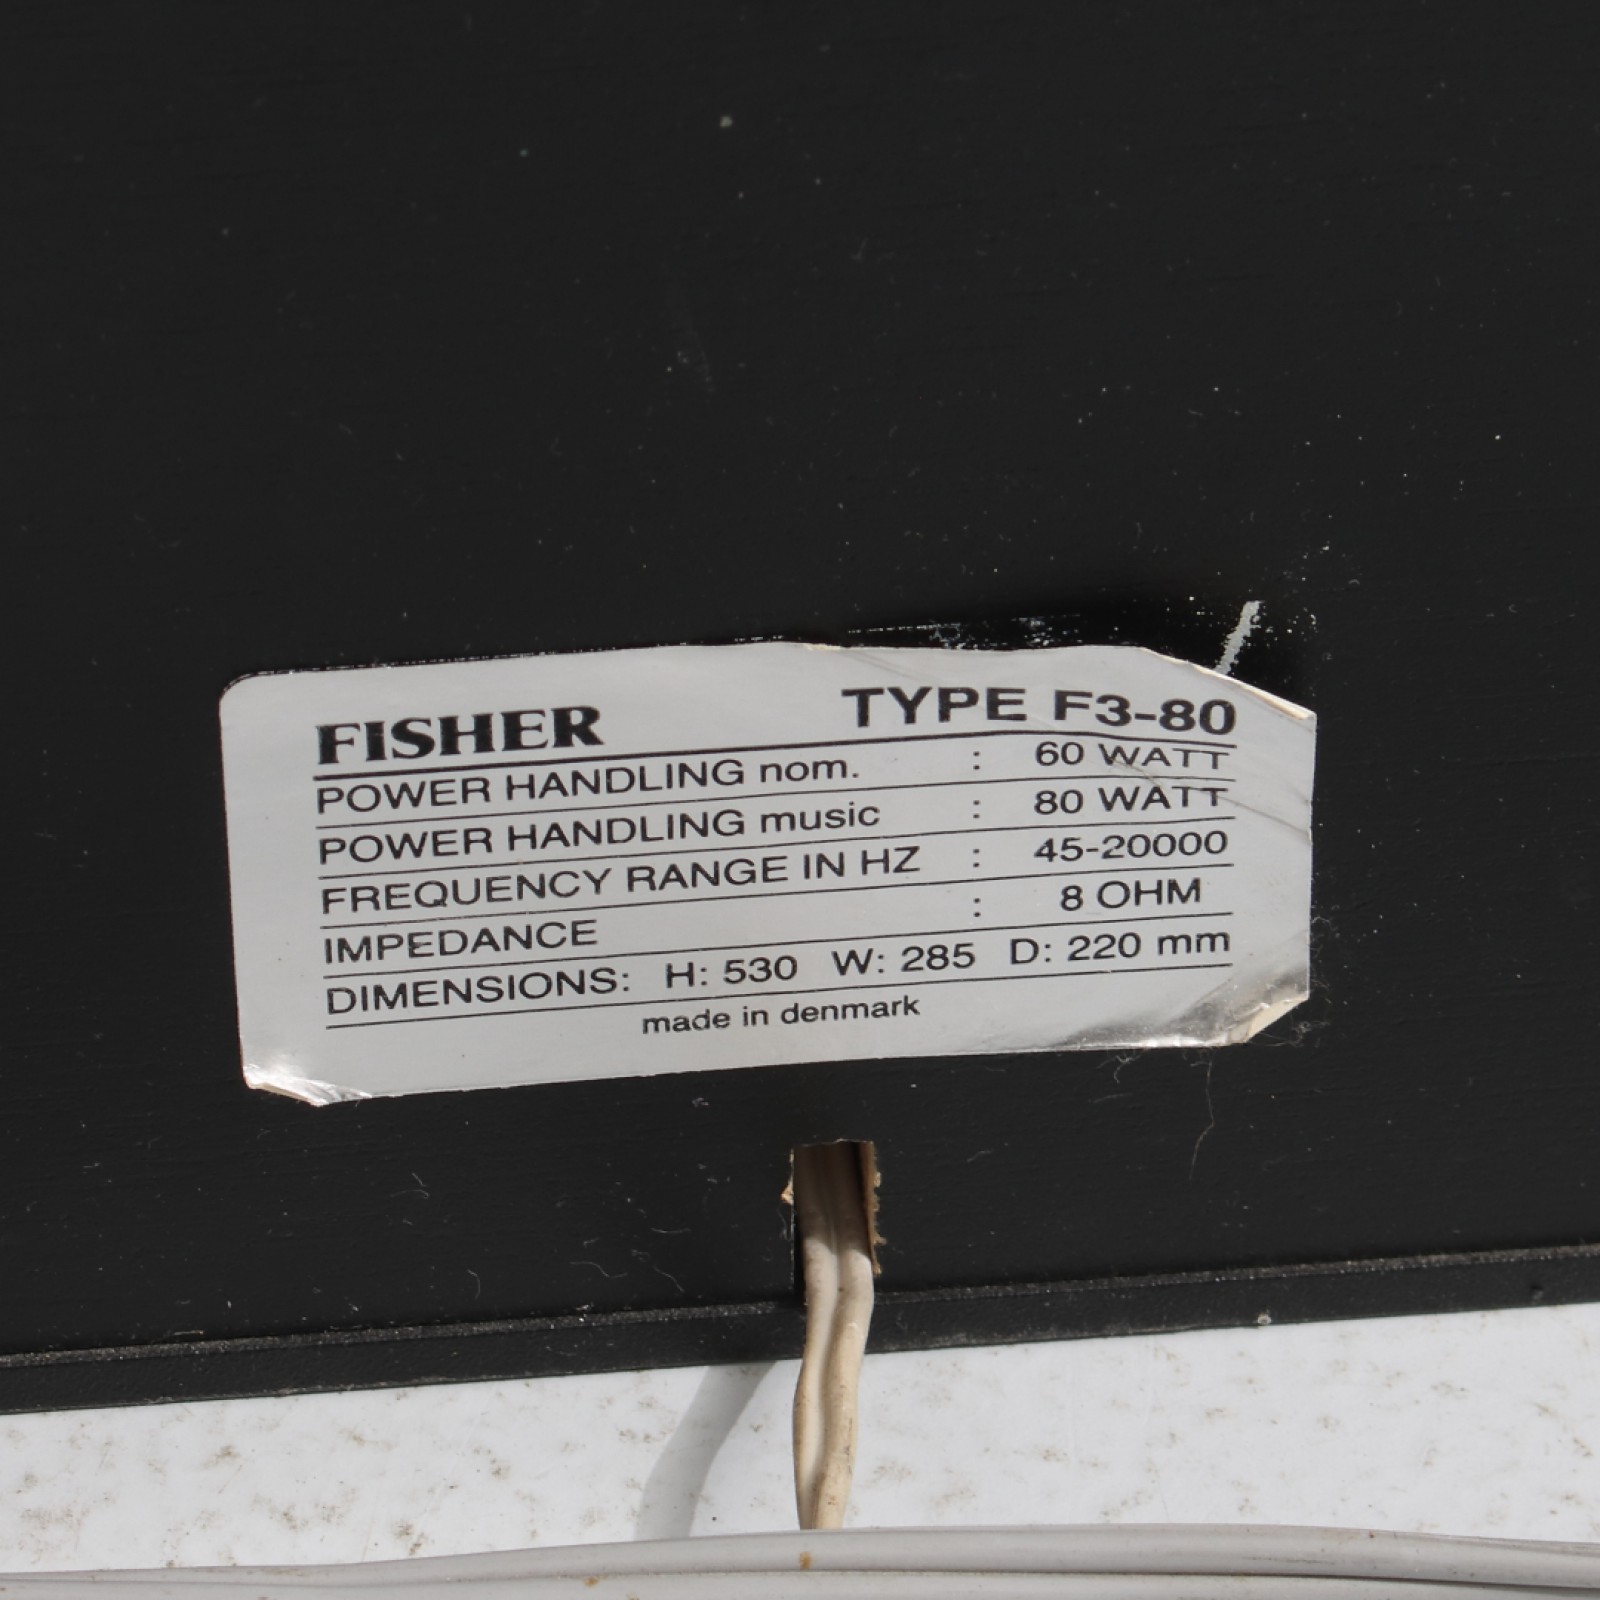 FISHER TYPE F3-80
POWER HANDLING nom. : 60 WATT
POWER HANDLING music : 80 WATT
FREQUENCY RANGE IN HZ : 45-20000
IMPEDANCE : 8 OHM
DIMENSIONS: H: 530 W: 285 D: 220 mm
made in denmark